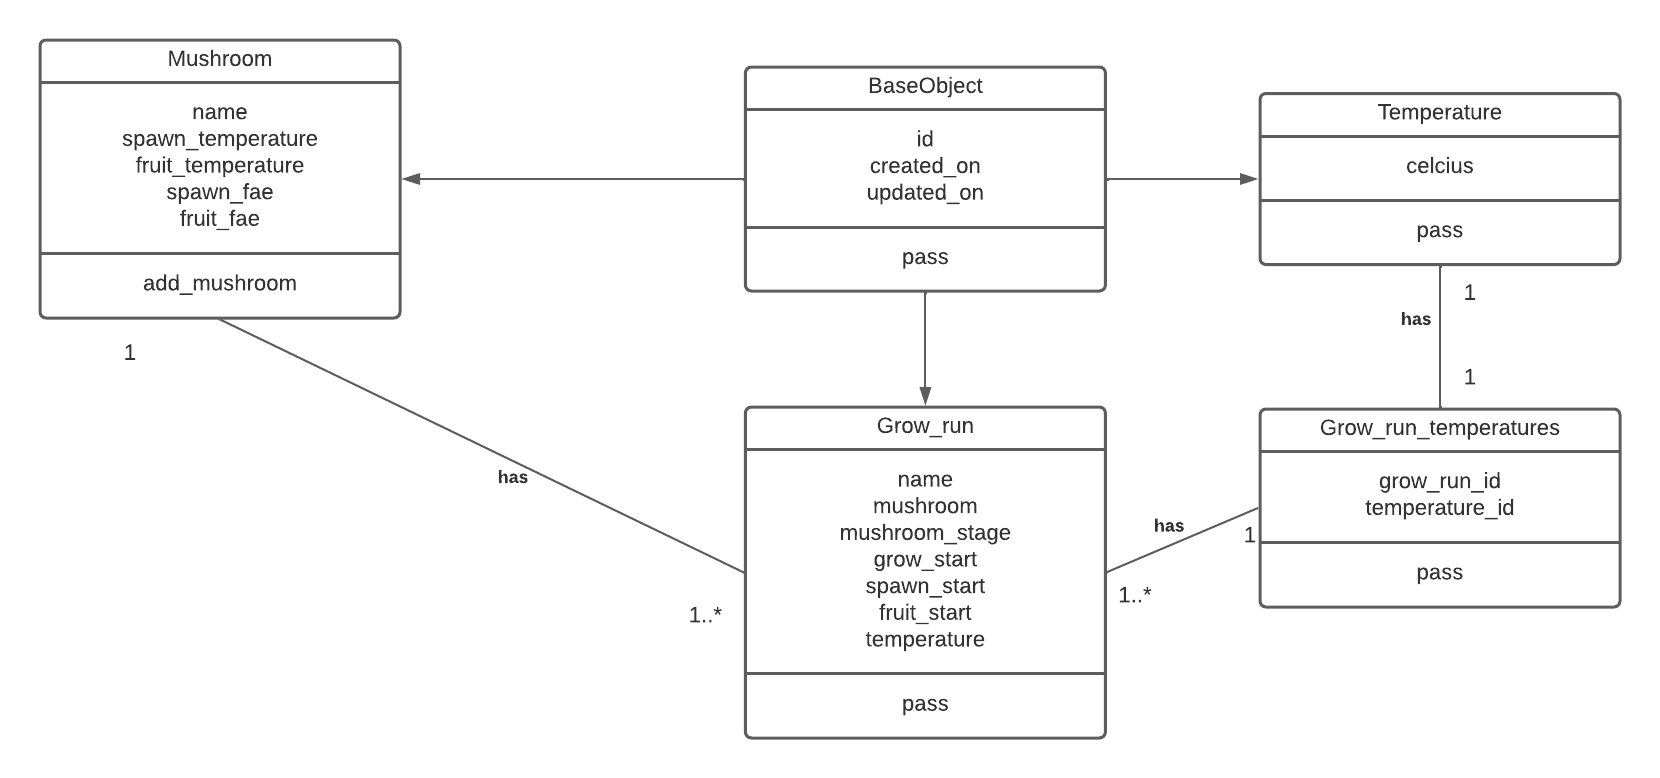 Mushroom
name
spawn_temperature
fruit_temperature
spawn_fae
fruit_fae
add_mushroom
BaseObject
id
created_on
updated_on
pass
Temperature
celcius
pass
1
has
1
1
has
1..*
Grow_run
name
mushroom
mushroom_stage
grow_start
spawn_start
fruit_start
temperature
pass
has
1
1..*
Grow_run_temperatures
grow_run_id
temperature_id
pass